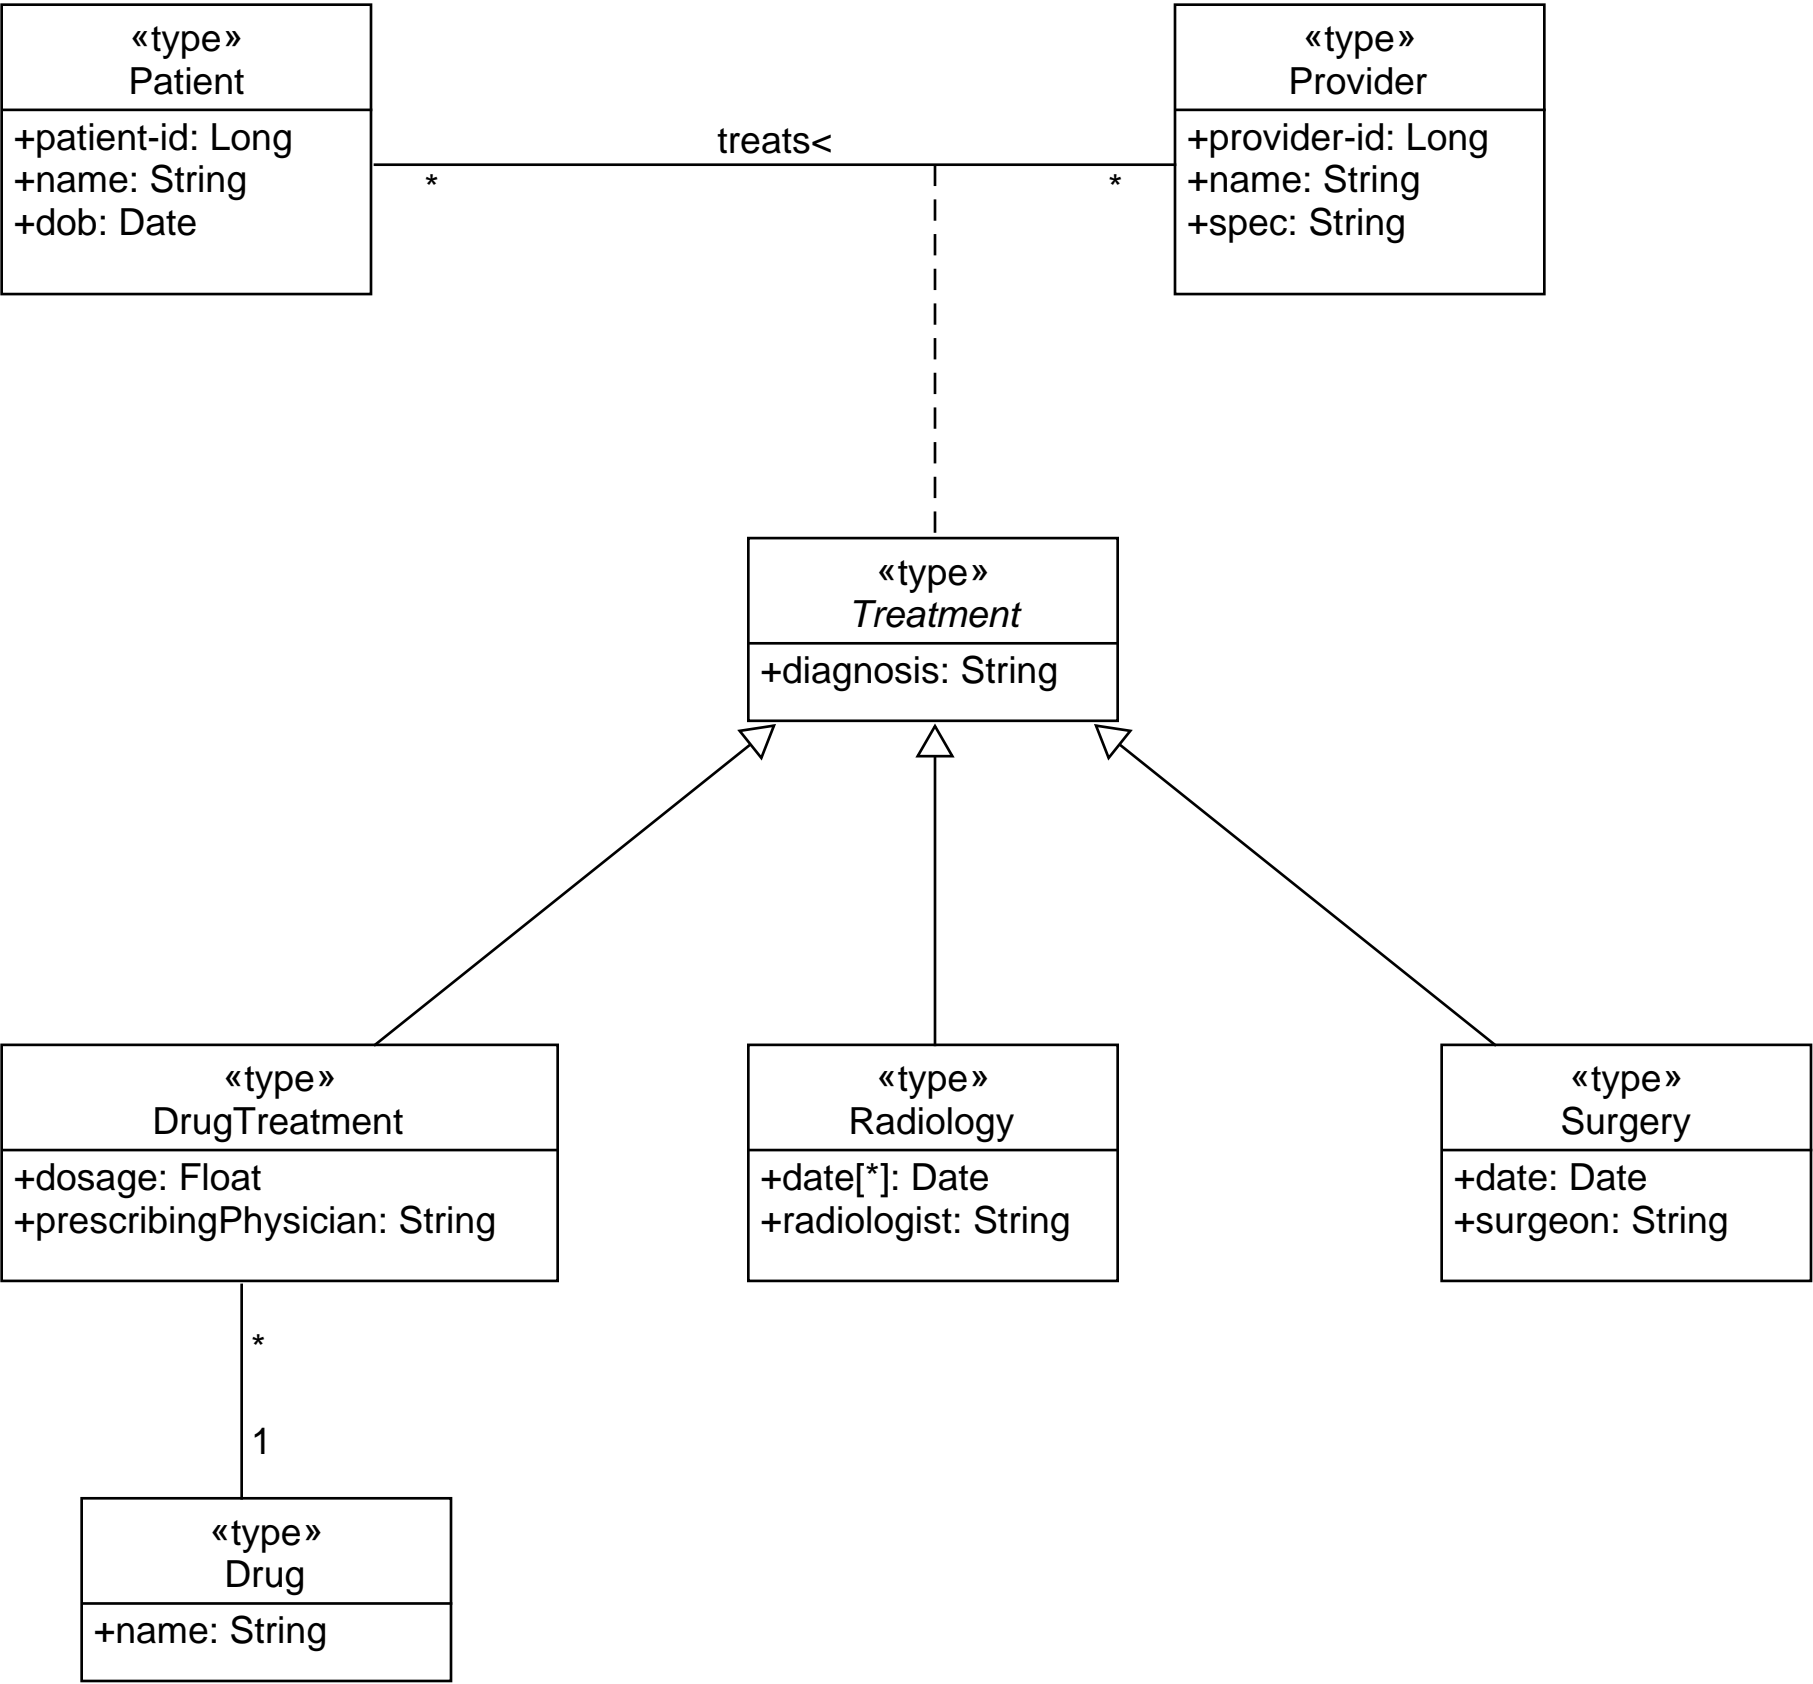 «type»
Patient
+patient-id: Long
+name: String
+dob: Date
treats<
*
*
«type»
Provider
+provider-id: Long
+name: String
+spec: String
«type»
Treatment
+diagnosis: String
«type»
DrugTreatment
+dosage: Float
+prescribingPhysician: String
«type»
Radiology
+date[*]: Date
+radiologist: String
«type»
Surgery
+date: Date
+surgeon: String
*
1
«type»
Drug
+name: String